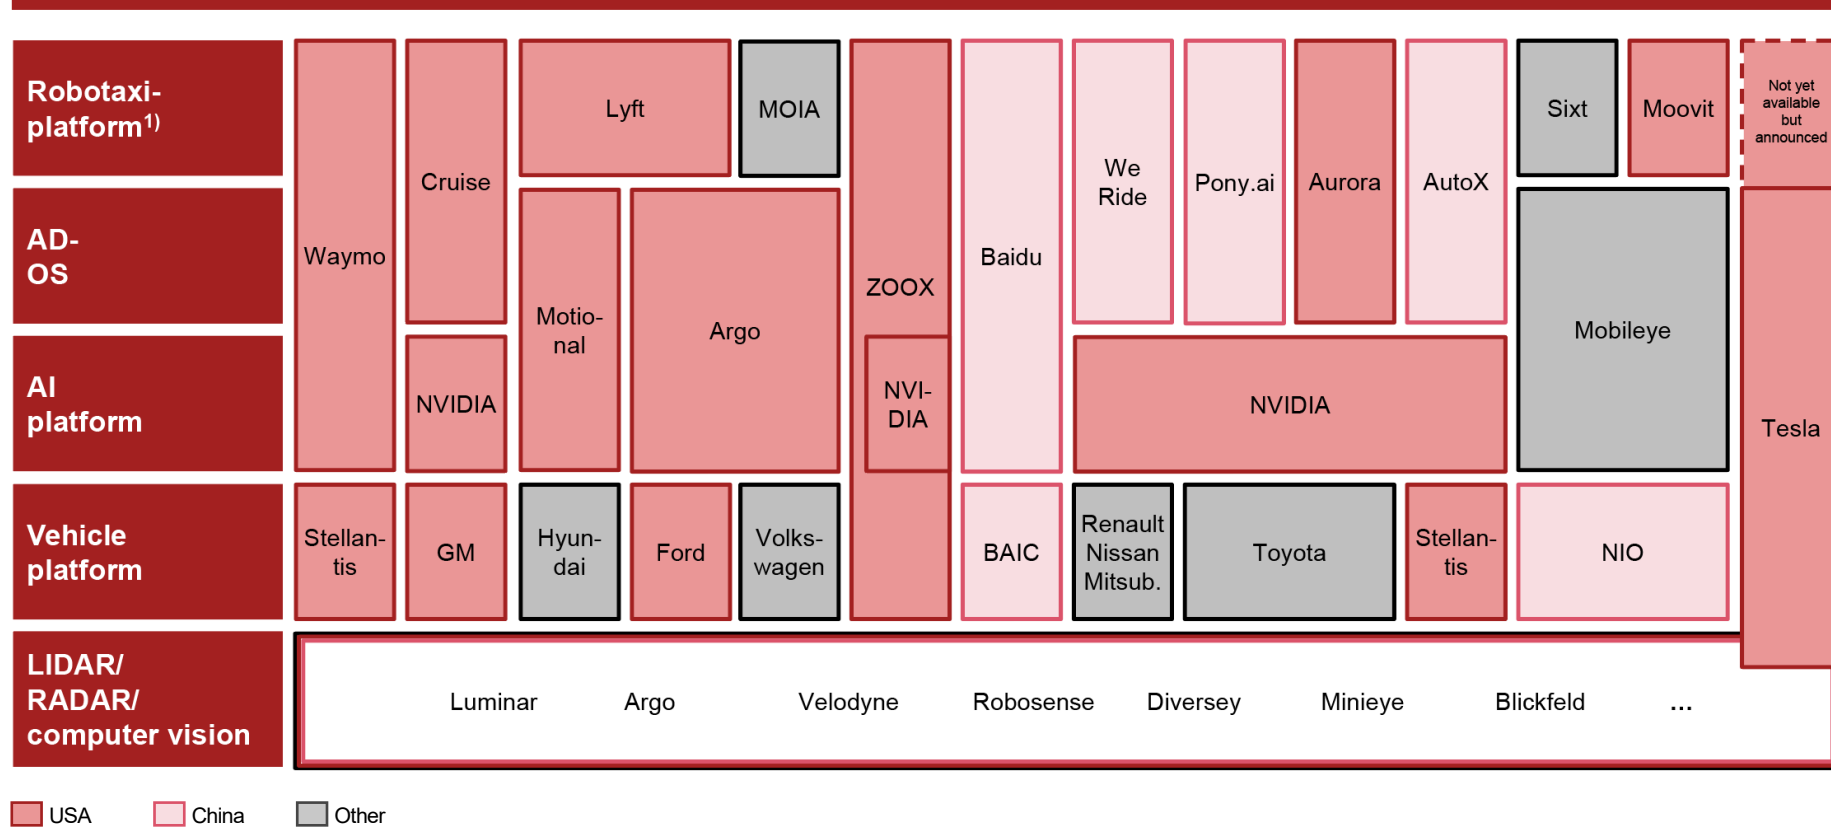 Robotaxi-
platform1)
Lyft
MOIA
Sixt
Moovit
Not yet
available
but
announced
Cruise
We
Ride
Pony.ai
Aurora
AutoX
AD-
OS
Waymo
Baidu
ZOOX
Motio-
nal
Argo
Mobileye
AI
platform
NVIDIA
NVI-
DIA
NVIDIA
Tesla
Vehicle
platform
Stellan-
tis
GM
Hyun-
dai
Ford
Volks-
wagen
BAIC
Renault
Nissan
Mitsub.
Toyota
Stellan-
tis
NIO
LIDAR/
RADAR/
computer vision
Luminar Argo Velodyne Robosense Diversey Minieye Blickfeld ...
USA China Other